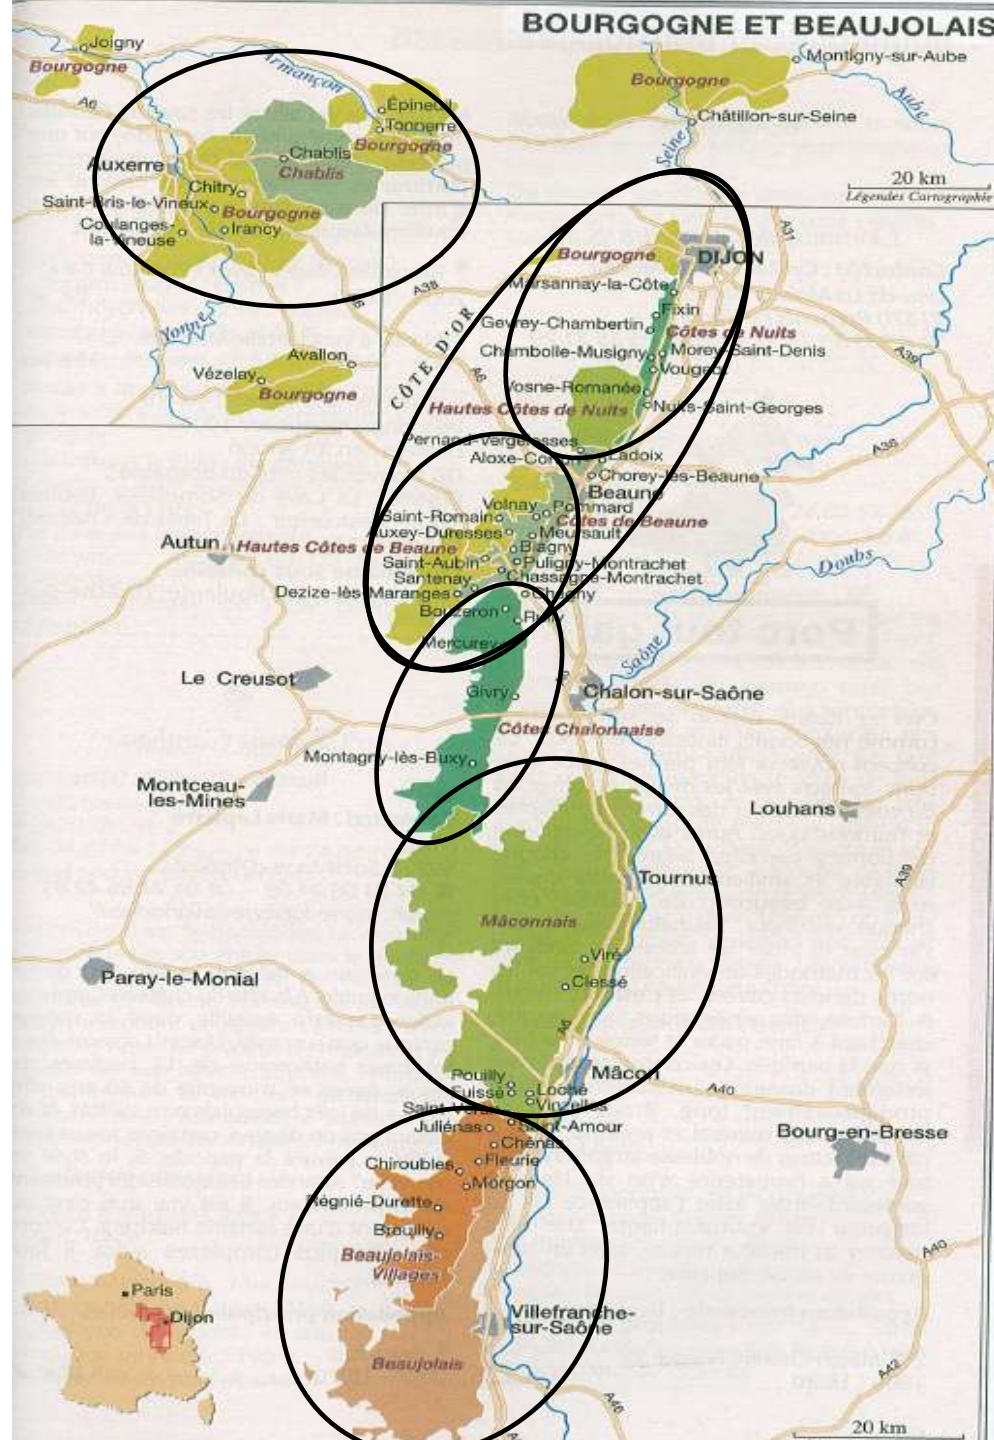 BOURGOGNE ET BEAUJOLAIS
Joigny
Bourgogne
A6
Armançon
Épineuil
Tonnerre
Bourgogne
Chablis
Chablis
Auxerre
Chitry
Saint-Bris-le-Vineux
Bourgogne
Coulanges-
la-Vineuse
Irancy
Yonne
A6
Avallon
Vézelay
Bourgogne
Montigny-sur-Aube
Bourgogne
Aube
Châtillon-sur-Seine
Seine
20 km
Légendes Cartographie
A31
A38
CÔTE D'OR
A6
Bourgogne
DIJON
Marsannay-la-Côte
Fixin
Gevrey-Chambertin
Côtes de Nuits
Chambolle-Musigny
Morey-Saint-Denis
Vougeot
A39
Vosne-Romanée
Hautes Côtes de Nuits
Nuits-Saint-Georges
Pernand-Vergelesses
Aloxe-Corton
Ladoix
A36
Chorey-lès-Beaune
Beaune
Volnay
Pommard
Saint-Romain
Côtes de Beaune
Auxey-Duresses
Meursault
Autun
Hautes Côtes de Beaune
Blagny
Saint-Aubin
Puligny-Montrachet
Santenay
Chassagne-Montrachet
Dezize-lès-Maranges
Chagny
Doubs
Bouzeron
Rully
Mercurey
Saône
Le Creusot
Givry
Chalon-sur-Saône
Côtes Chalonnaise
Montagny-lès-Buxy
Montceau-
les-Mines
Louhans
Tournus
A39
Mâconnais
Viré
Clessé
Paray-le-Monial
A6
Mâcon
Pouilly
Fuissé
Loché
Vinzelles
A40
Saint-Véran
Juliénas
Saint-Amour
Chénas
Bourg-en-Bresse
Chiroubles
Fleurie
Morgon
Régnié-Durette
Brouilly
Beaujolais-
Villages
A40
Paris
Dijon
Villefranche-
sur-Saône
Beaujolais
A42
A46
20 km